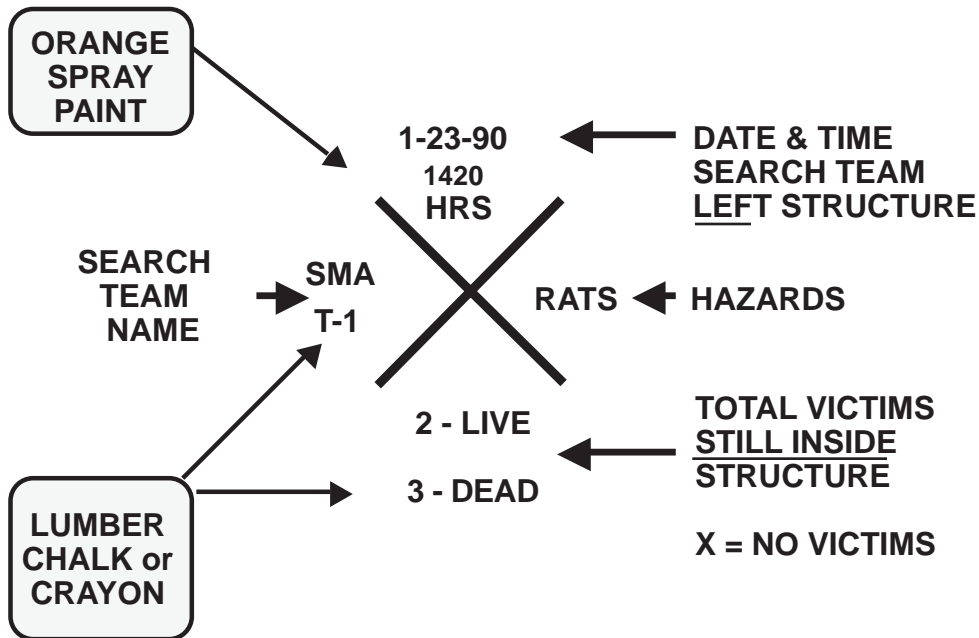 ORANGE
SPRAY
PAINT
1-23-90
1420
HRS
DATE & TIME
SEARCH TEAM
LEFT STRUCTURE
SEARCH
TEAM
NAME
SMA
T-1
RATS
HAZARDS
2 - LIVE
3 - DEAD
TOTAL VICTIMS
STILL INSIDE
STRUCTURE
X = NO VICTIMS
LUMBER
CHALK or
CRAYON